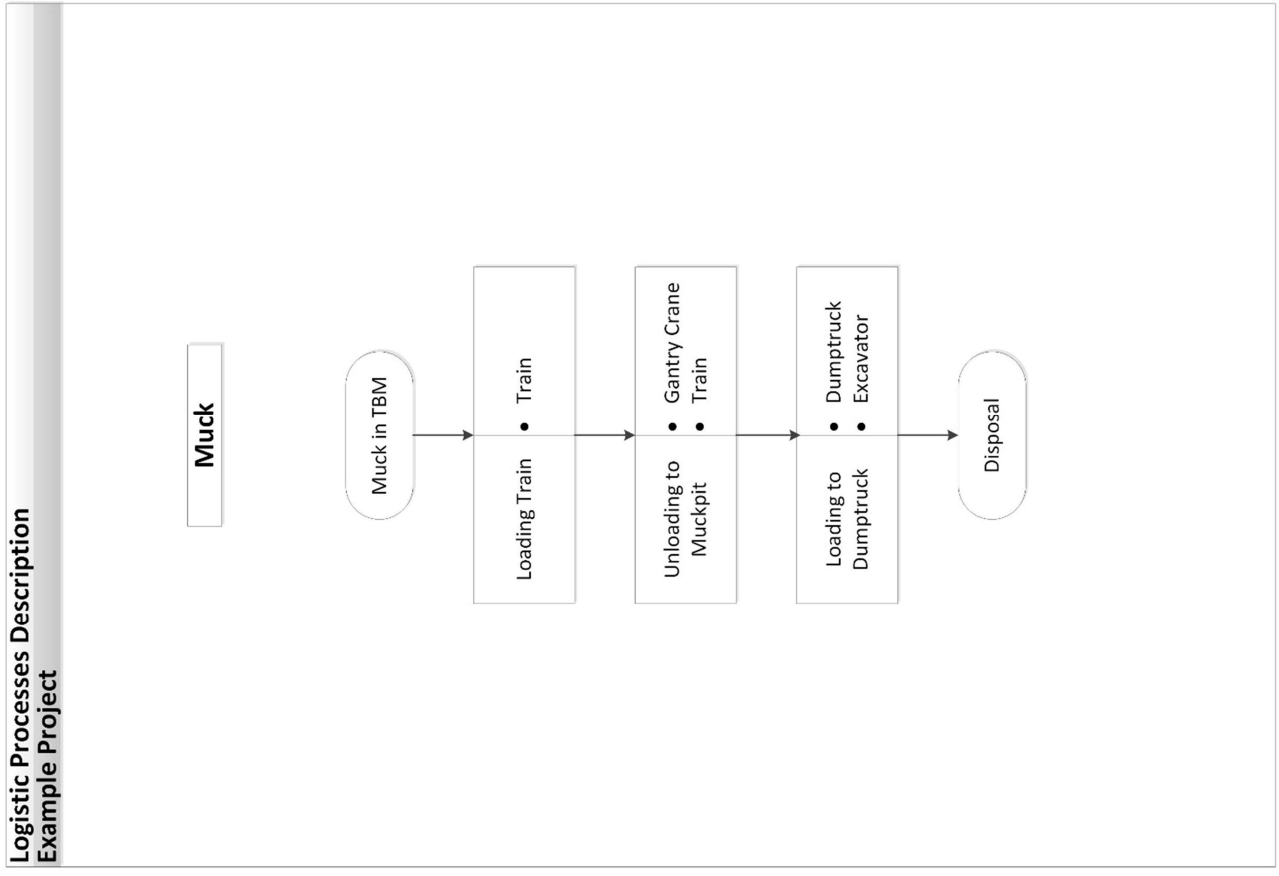 Logistic Processes Description
Example Project
Muck
Muck in TBM
Loading Train
• Train
Unloading to
Muckpit
• Gantry Crane
• Train
Loading to
Dumptruck
• Dumptruck
• Excavator
Disposal